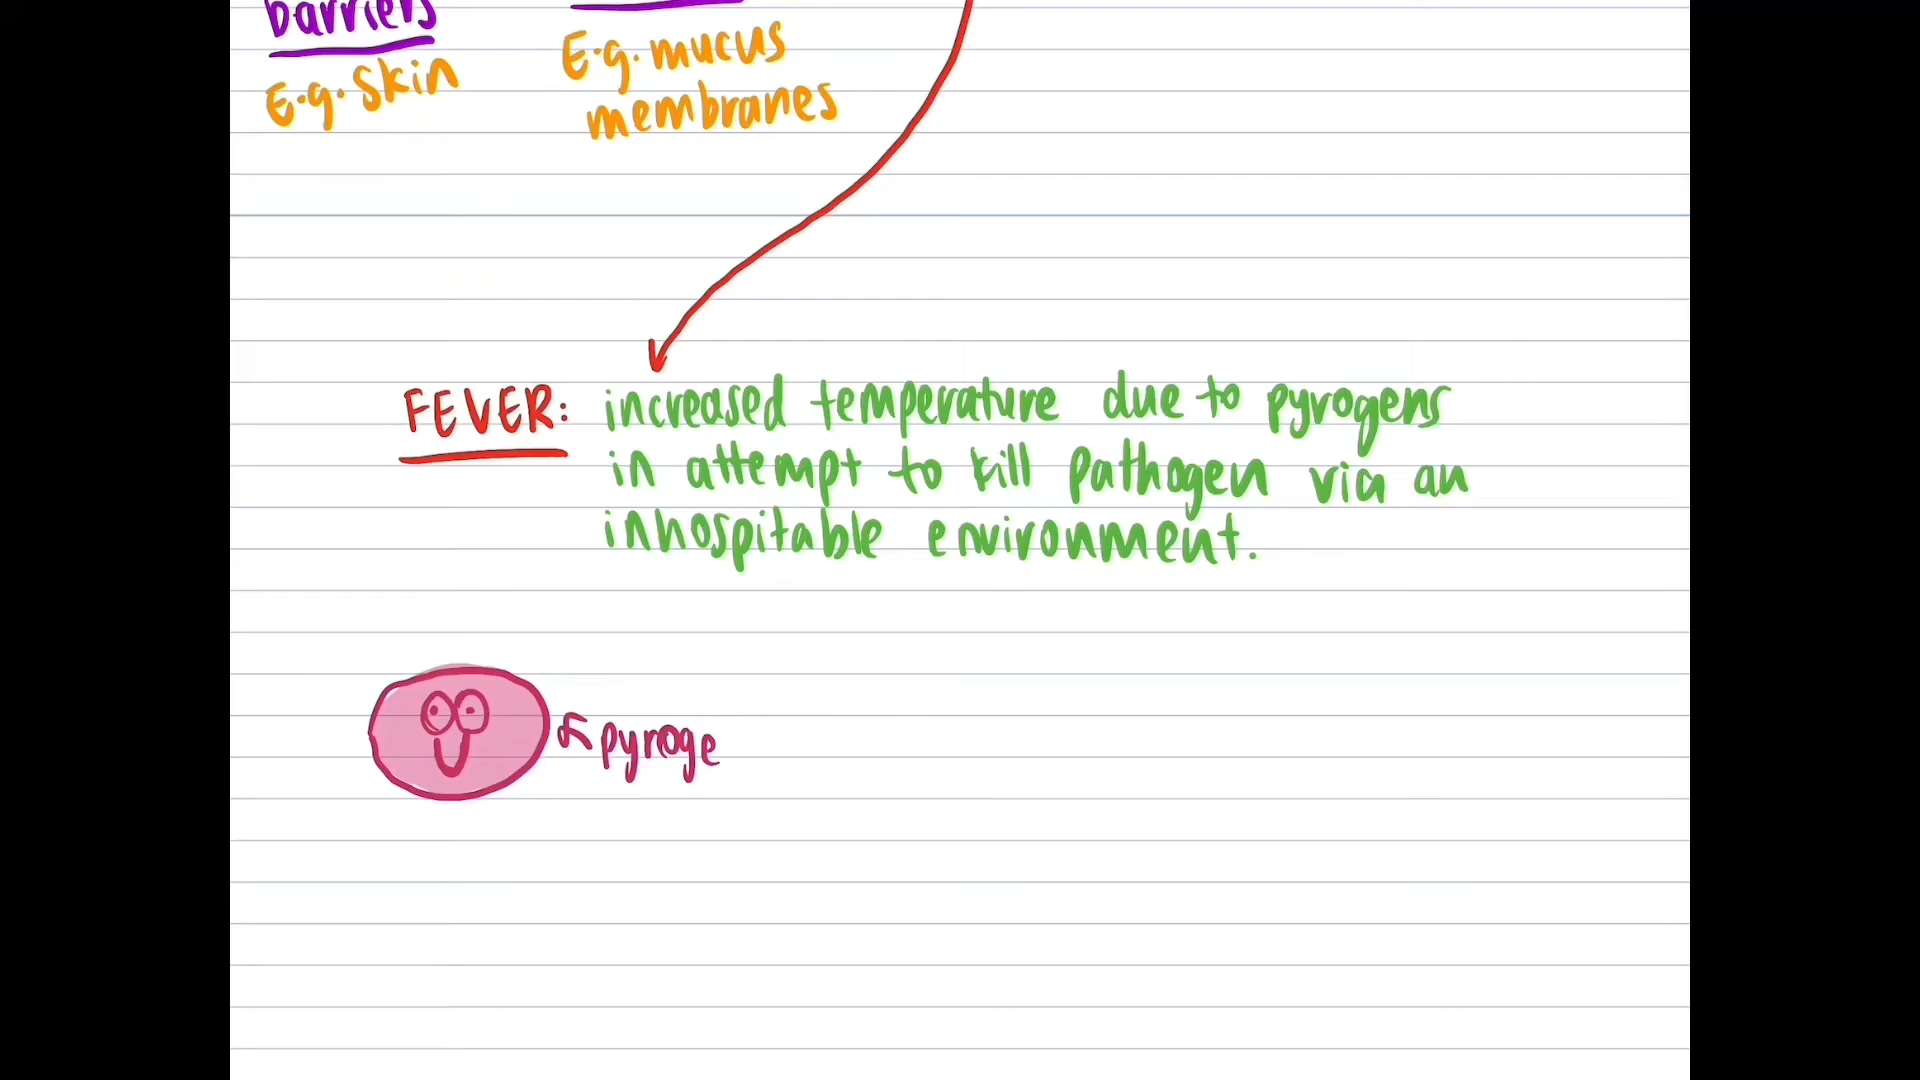 barriers
E.g. skin
E.g. mucus
membranes
FEVER: increased temperature due to pyrogens
in attempt to kill pathogen via an
inhospitable environment.
pyroge